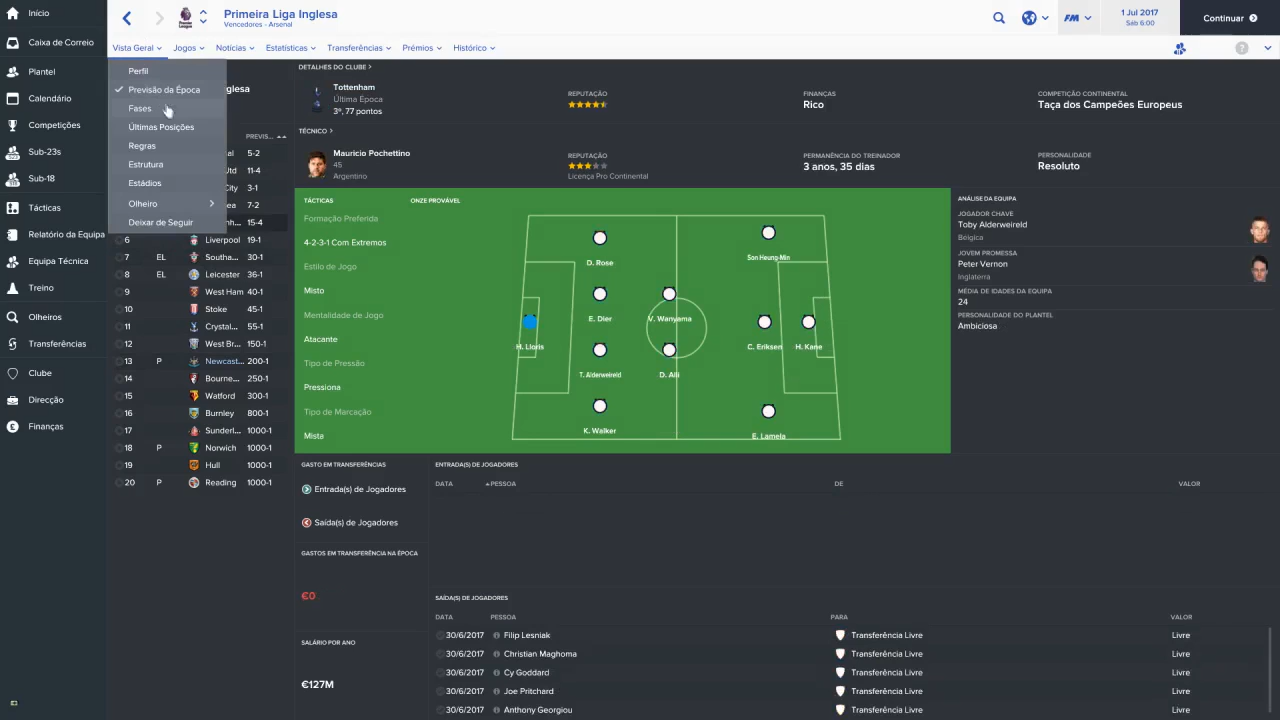 Início
Caixa de Correio
Plantel
Calendário
Competições
Sub-23s
Sub-18
Tácticas
Relatório da Equipa
Equipa Técnica
Treino
Olheiros
Transferências
Clube
Direcção
Finanças
Primeira Liga Inglesa
Vencedores - Arsenal
FM
1 Jul 2017
Sáb 6:00
Continuar
Vista Geral
Jogos
Notícias
Estatísticas
Transferências
Prémios
Histórico
Perfil
Previsão da Época
Fases
Últimas Posições
Regras
Estrutura
Estádios
Olheiro
Deixar de Seguir
glesa
PREVIS...
al 5-2
Utd 11-4
City 3-1
a 7-2
nh... 15-4
6 Liverpool 19-1
7 EL Southa... 30-1
8 EL Leicester 36-1
9 West Ham 40-1
10 Stoke 45-1
11 Crystal... 55-1
12 West Br... 150-1
13 P Newcast... 200-1
14 Bourne... 250-1
15 Watford 300-1
16 Burnley 800-1
17 Sunderl... 1000-1
18 P Norwich 1000-1
19 Hull 1000-1
20 P Reading 1000-1
DETALHES DO CLUBE >
Tottenham
Última Época
3º, 77 pontos
REPUTAÇÃO
FINANÇAS
Rico
COMPETIÇÃO CONTINENTAL
Taça dos Campeões Europeus
TÉCNICO >
Mauricio Pochettino
45
Argentino
REPUTAÇÃO
Licença Pro Continental
PERMANÊNCIA DO TREINADOR
3 anos, 35 dias
PERSONALIDADE
Resoluto
TÁCTICAS
Formação Preferida
4-2-3-1 Com Extremos
Estilo de Jogo
Misto
Mentalidade de Jogo
Atacante
Tipo de Pressão
Pressiona
Tipo de Marcação
Mista
ONZE PROVÁVEL
D. Rose
Son Heung-Min
E. Dier
V. Wanyama
H. Lloris
C. Eriksen
H. Kane
T. Alderweireld
D. Alli
K. Walker
E. Lamela
ANÁLISE DA EQUIPA
JOGADOR CHAVE
Toby Alderweireld
Bélgica
JOVEM PROMESSA
Peter Vernon
Inglaterra
MÉDIA DE IDADES DA EQUIPA
24
PERSONALIDADE DO PLANTEL
Ambiciosa
GASTO EM TRANSFERÊNCIAS
Entrada(s) de Jogadores
Saída(s) de Jogadores
GASTOS EM TRANSFERÊNCIA NA ÉPOCA
€0
SALÁRIO POR ANO
€127M
ENTRADA(S) DE JOGADORES
DATA PESSOA DE VALOR
SAÍDA(S) DE JOGADORES
DATA PESSOA PARA VALOR
30/6/2017 Filip Lesniak Transferência Livre Livre
30/6/2017 Christian Maghoma Transferência Livre Livre
30/6/2017 Cy Goddard Transferência Livre Livre
30/6/2017 Joe Pritchard Transferência Livre Livre
30/6/2017 Anthony Georgiou Transferência Livre Livre